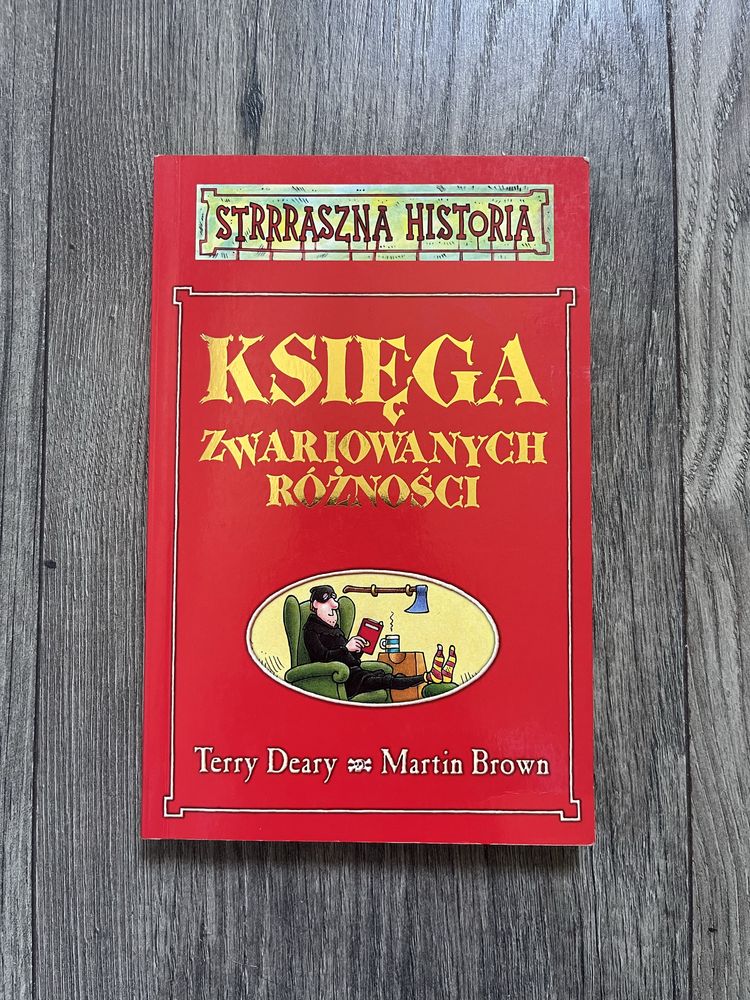 STRRRASZNA HISTORIA
KSIĘGA
ZWARIOWANYCH
RÓŻNOŚCI
Terry Deary Martin Brown